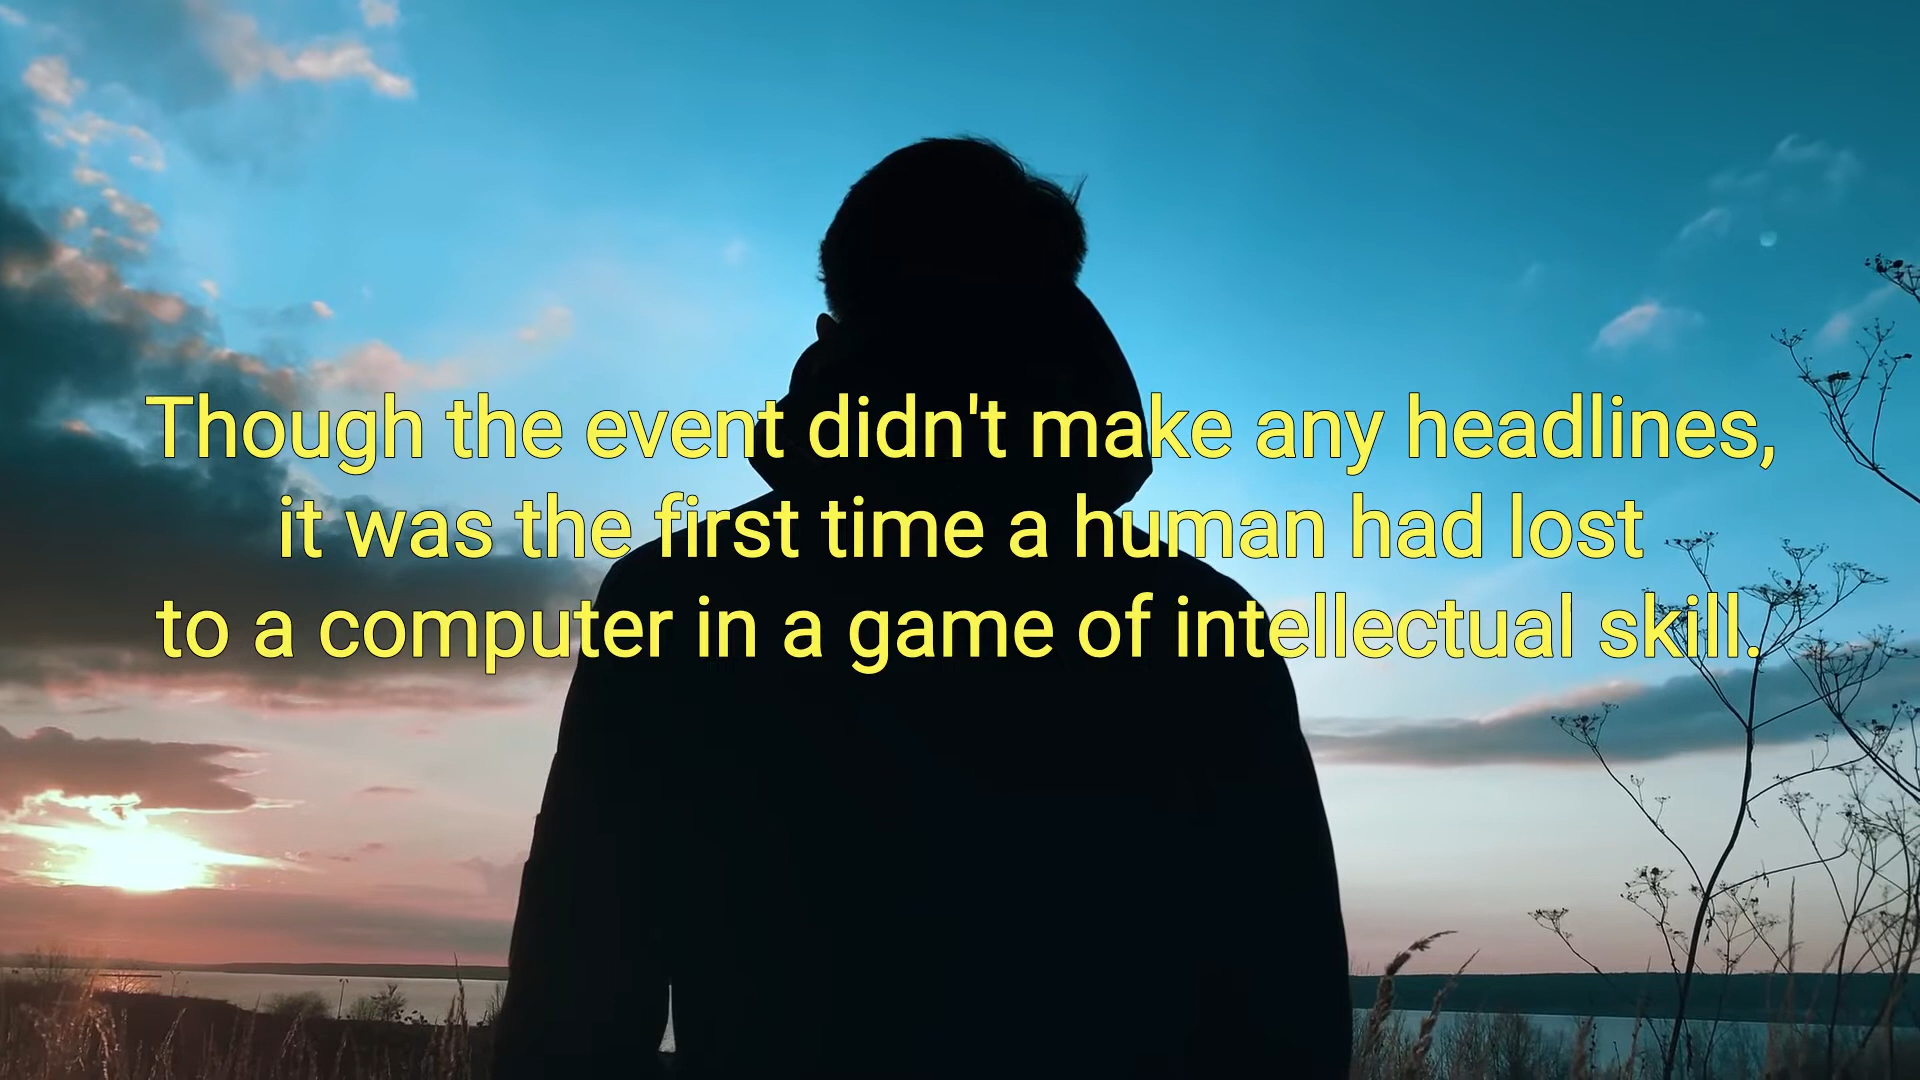 Though the event didn't make any headlines,
it was the first time a human had lost
to a computer in a game of intellectual skill.